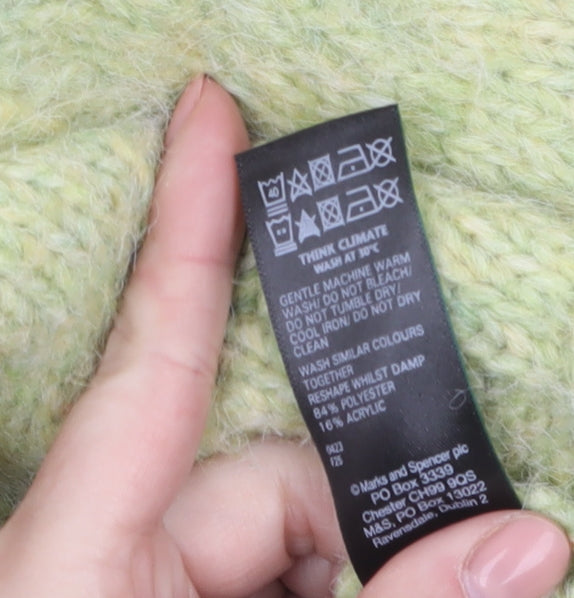 40
THINK CLIMATE
WASH AT 30°C
GENTLE MACHINE WARM
WASH/ DO NOT BLEACH/
DO NOT TUMBLE DRY/
COOL IRON/ DO NOT DRY
CLEAN
WASH SIMILAR COLOURS
TOGETHER
RESHAPE WHILST DAMP
84% POLYESTER
16% ACRYLIC
0423
F25
©Marks and Spencer plc
PO Box 3339
Chester CH99 9QS
M&S, PO Box 13022
Ravensdale, Dublin 2